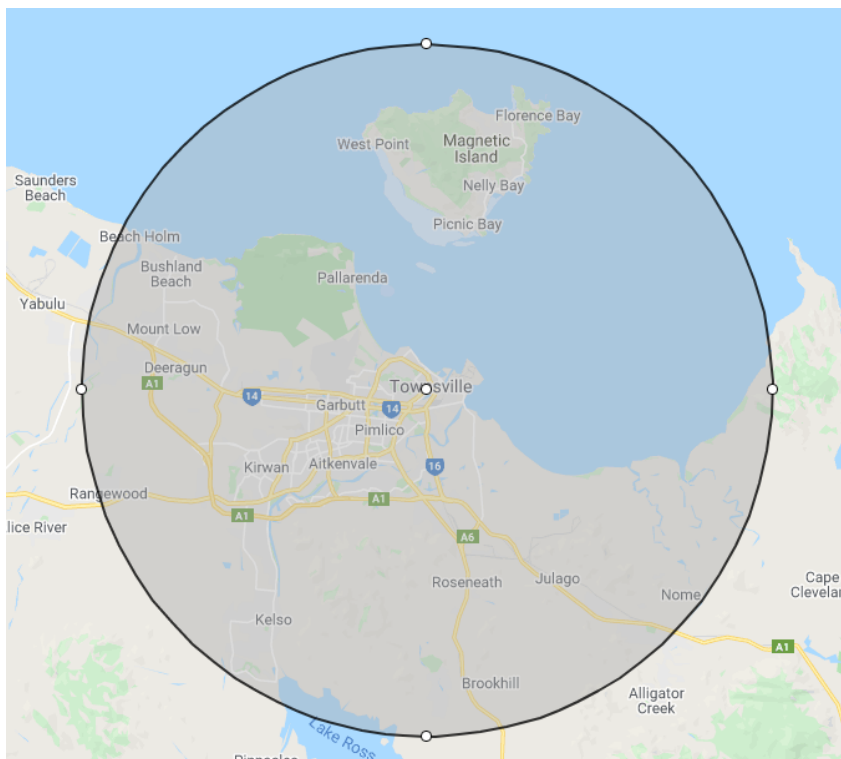 Florence Bay
West Point
Magnetic
Island
Saunders
Beach
Nelly Bay
Picnic Bay
Beach Holm
Bushland
Beach
Pallarenda
Yabulu
Mount Low
Deeragun
A1
14
Townsville
Garbutt
14
Pimlico
Kirwan
Aitkenvale
16
Rangewood
A1
A1
lice River
A6
Roseneath
Julago
Cape
Clevelan
Nome
Kelso
A1
Brookhill
Alligator
Creek
Lake Ross